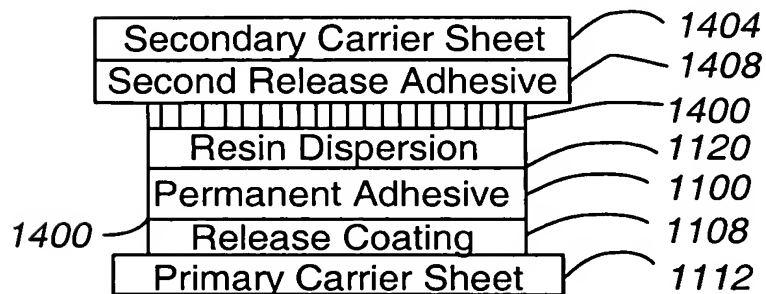 Secondary Carrier Sheet 1404
Second Release Adhesive 1408
1400
Resin Dispersion 1120
Permanent Adhesive 1100
1400 Release Coating 1108
Primary Carrier Sheet 1112